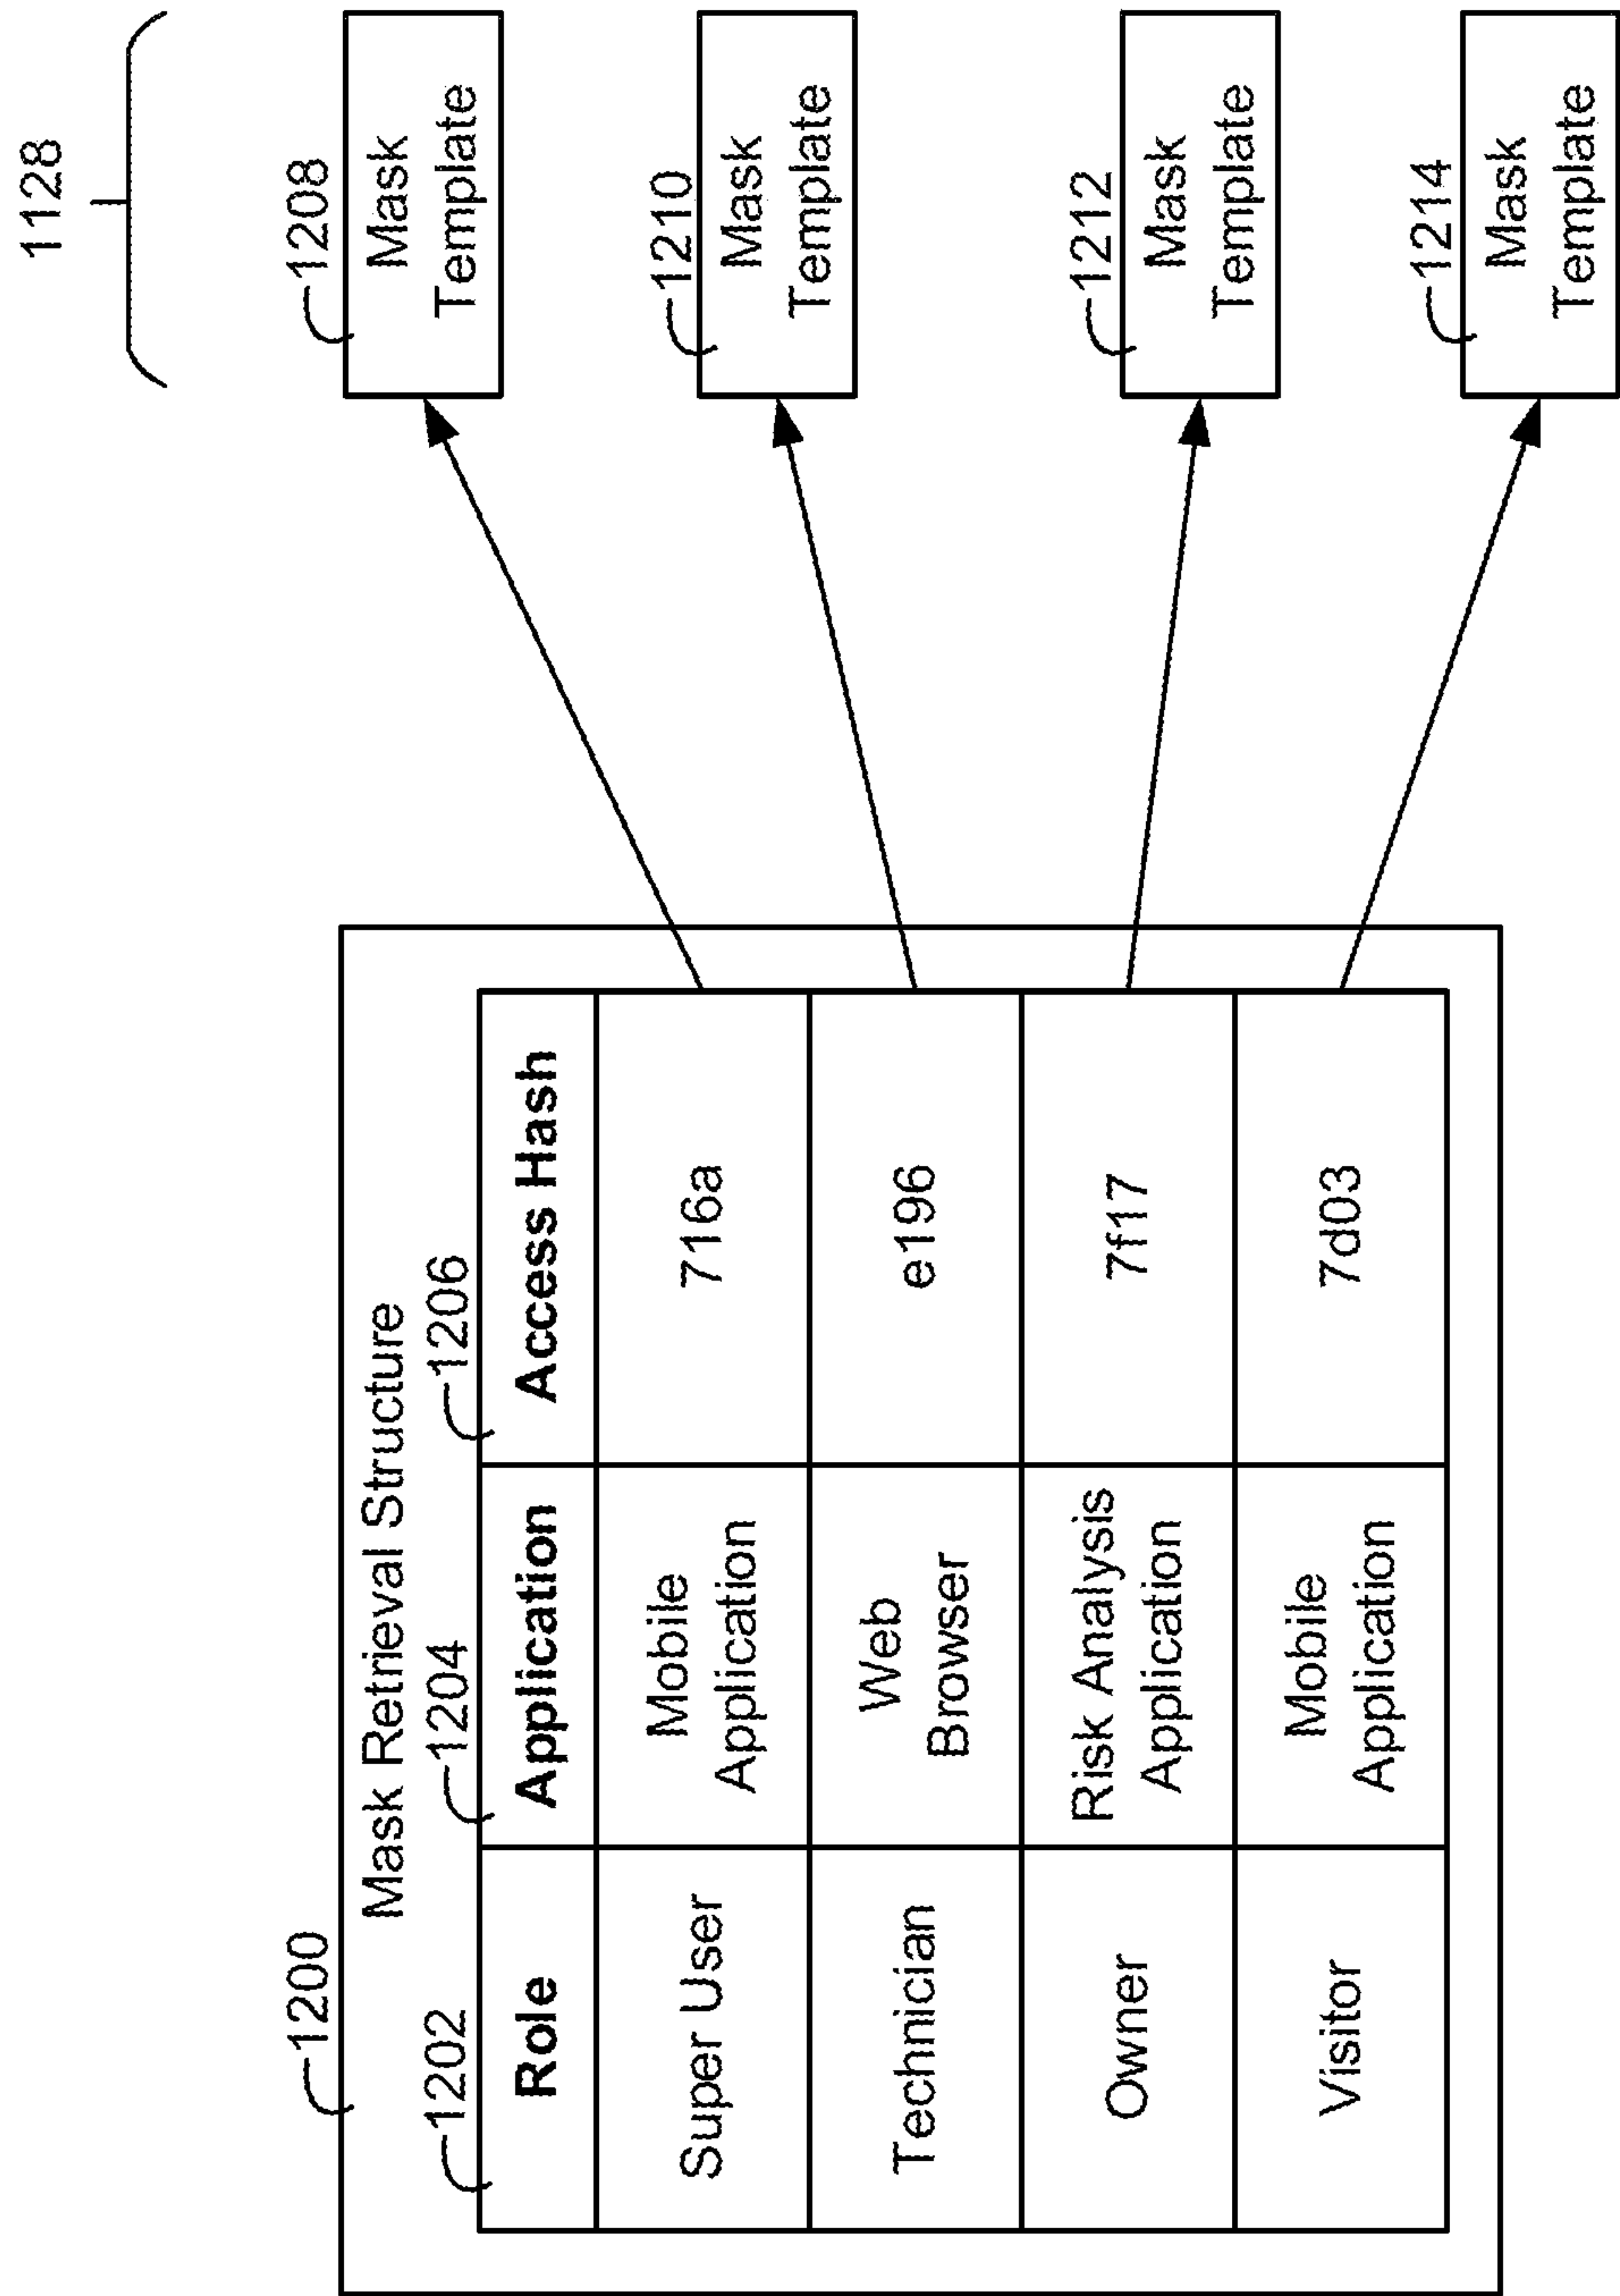 1128
1200
Mask Retrieval Structure
1202
1204
1206
Role
Application
Access Hash
Super User
Mobile
Application
716a
Technician
Web
Browser
e196
Owner
Risk Analysis
Application
7f17
Visitor
Mobile
Application
7d03
1208
Mask
Template
1210
Mask
Template
1212
Mask
Template
1214
Mask
Template